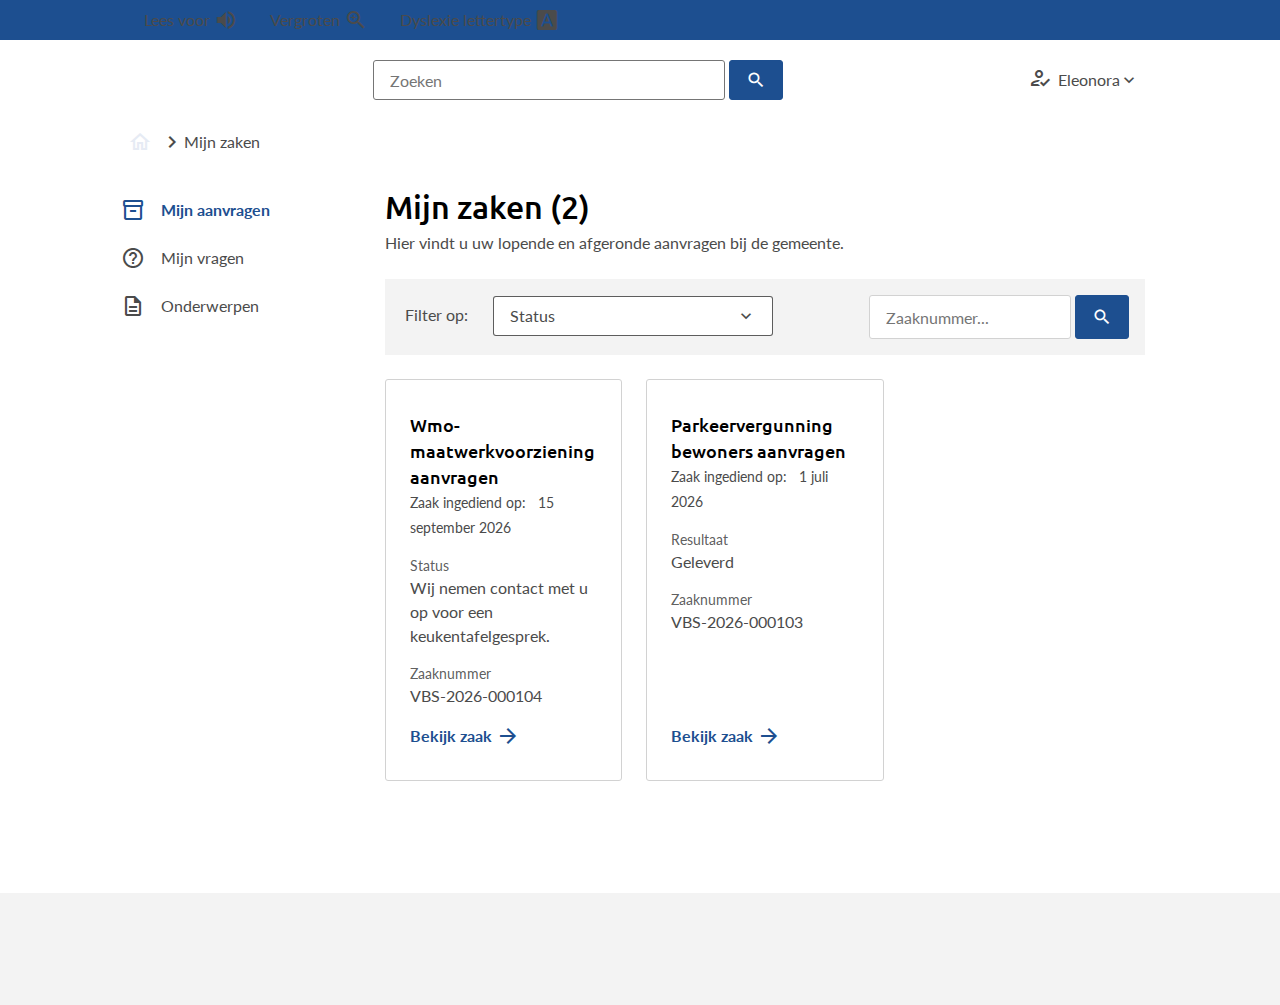 Lees voor
Vergroten
Dyslexie lettertype
Zoeken
Eleonora
Mijn zaken
Mijn aanvragen
Mijn vragen
Onderwerpen
Mijn zaken (2)
Hier vindt u uw lopende en afgeronde aanvragen bij de gemeente.
Filter op:
Status
Zaaknummer...
Wmo-
maatwerkvoorziening
aanvragen
Zaak ingediend op: 15
september 2026
Status
Wij nemen contact met u
op voor een
keukentafelgesprek.
Zaaknummer
VBS-2026-000104
Bekijk zaak
Parkeervergunning
bewoners aanvragen
Zaak ingediend op: 1 juli
2026
Resultaat
Geleverd
Zaaknummer
VBS-2026-000103
Bekijk zaak